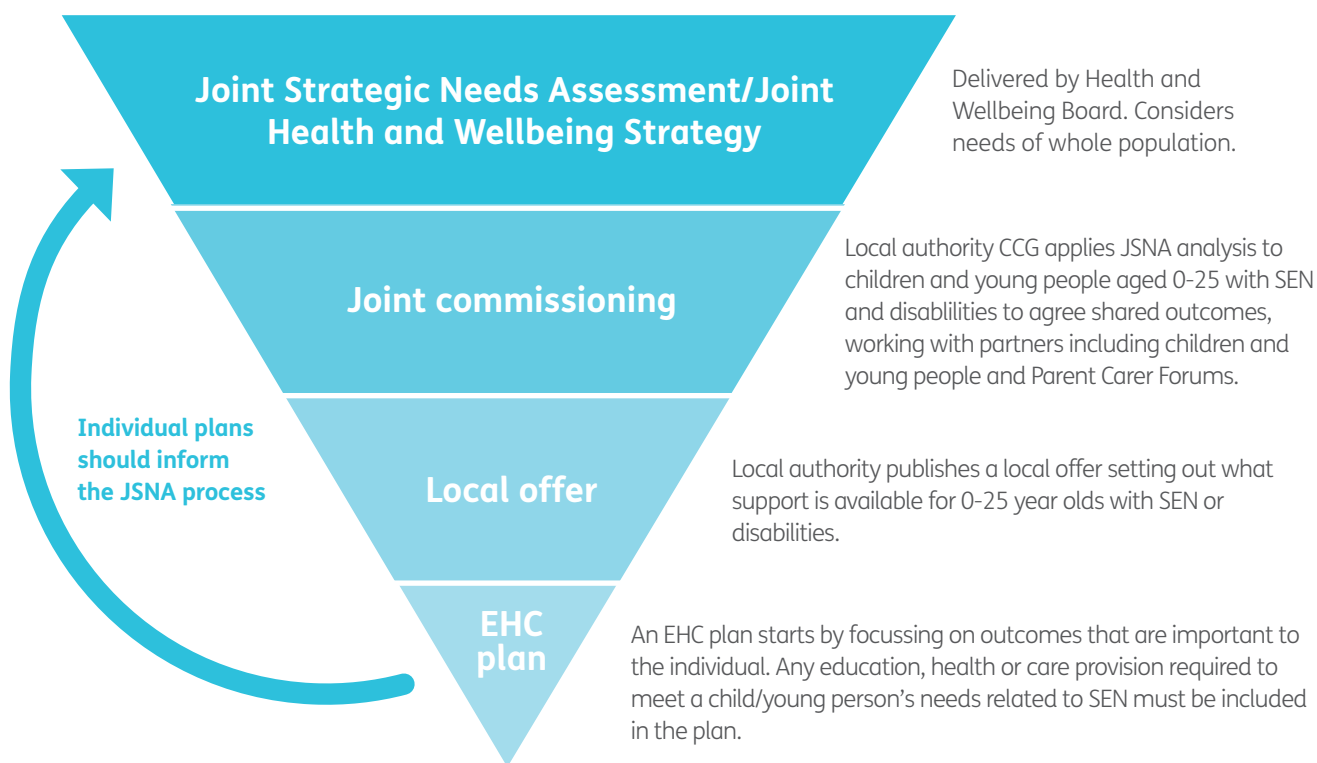 Joint Strategic Needs Assessment/Joint
Health and Wellbeing Strategy
Delivered by Health and
Wellbeing Board. Considers
needs of whole population.
Joint commissioning
Local authority CCG applies JSNA analysis to
children and young people aged 0-25 with SEN
and disablilities to agree shared outcomes,
working with partners including children and
young people and Parent Carer Forums.
Individual plans
should inform
the JSNA process
Local offer
Local authority publishes a local offer setting out what
support is available for 0-25 year olds with SEN or
disabilities.
EHC
plan
An EHC plan starts by focussing on outcomes that are important to
the individual. Any education, health or care provision required to
meet a child/young person’s needs related to SEN must be included
in the plan.